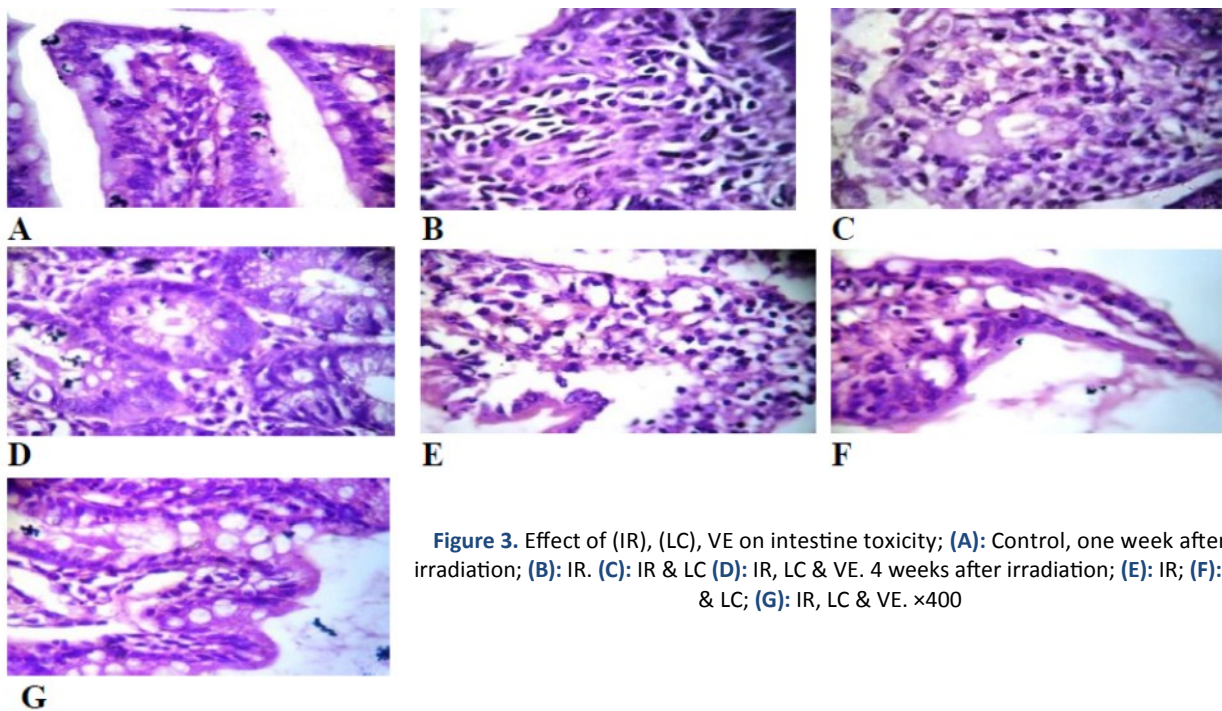 A
B
C
D
E
F
G
Figure 3. Effect of (IR), (LC), VE on intestine toxicity; (A): Control, one week after
irradiation; (B): IR. (C): IR & LC (D): IR, LC & VE. 4 weeks after irradiation; (E): IR; (F):
& LC; (G): IR, LC & VE. ×400